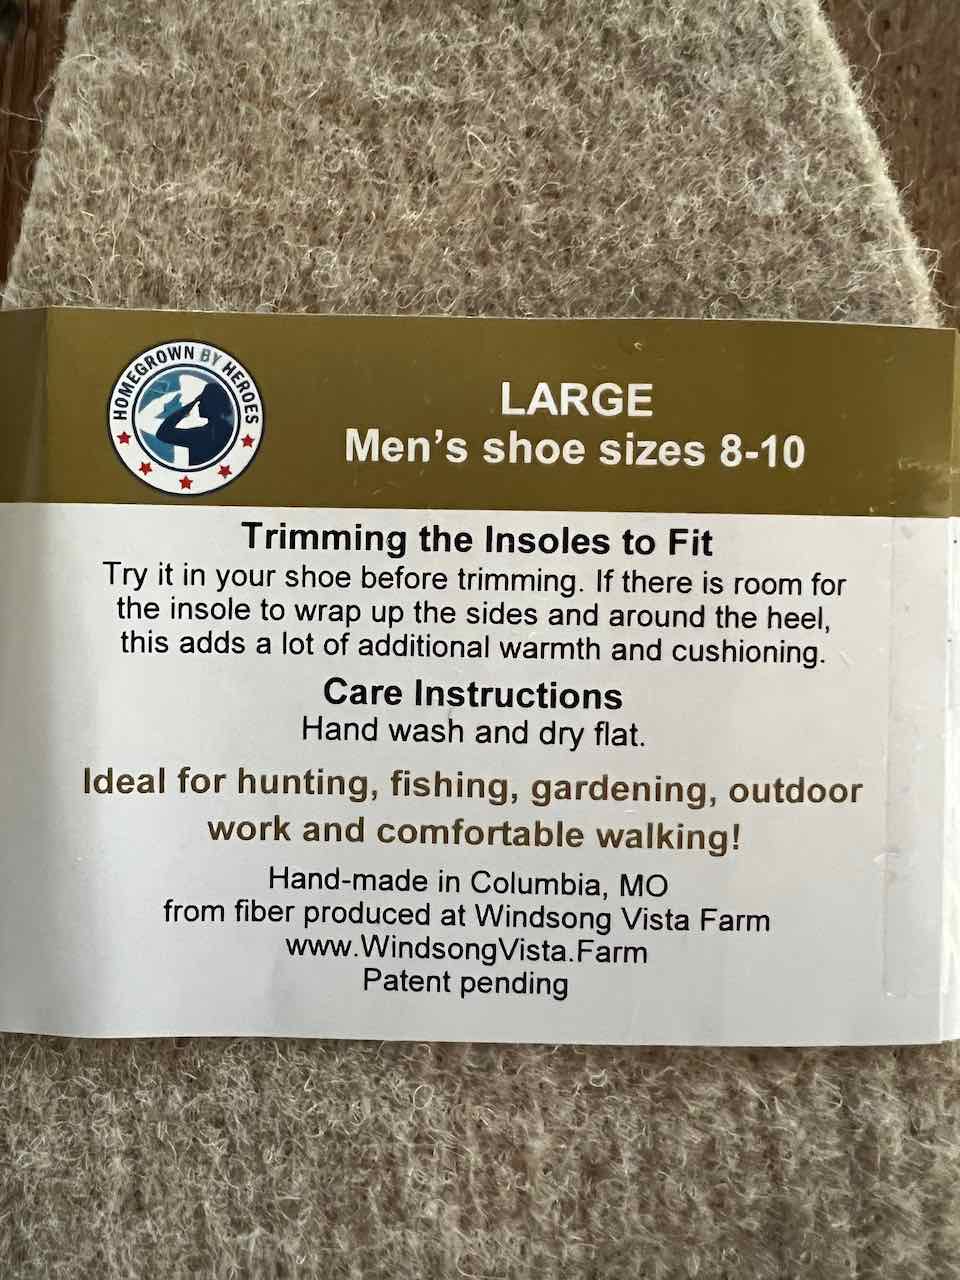 HOMEGROWN BY HEROES
LARGE
Men's shoe sizes 8-10
Trimming the Insoles to Fit
Try it in your shoe before trimming. If there is room for
the insole to wrap up the sides and around the heel,
this adds a lot of additional warmth and cushioning.
Care Instructions
Hand wash and dry flat.
Ideal for hunting, fishing, gardening, outdoor
work and comfortable walking!
Hand-made in Columbia, MO
from fiber produced at Windsong Vista Farm
www.WindsongVista.Farm
Patent pending